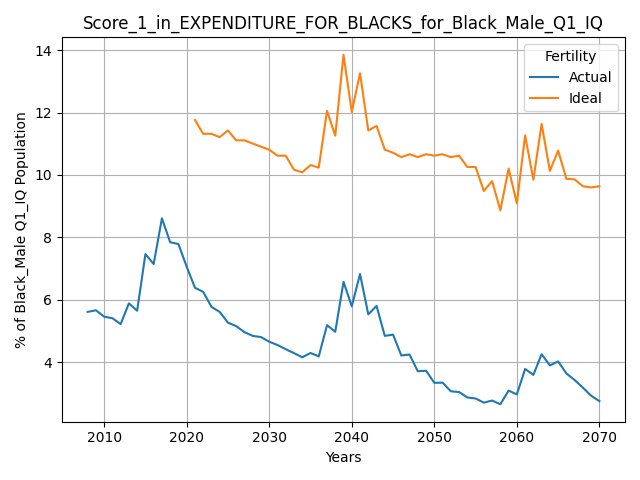 Score_1_in_EXPENDITURE_FOR_BLACKS_for_Black_Male_Q1_IQ
Fertility
Actual
Ideal
% of Black_Male Q1_IQ Population
14
12
10
8
6
4
2010 2020 2030 2040 2050 2060 2070
Years